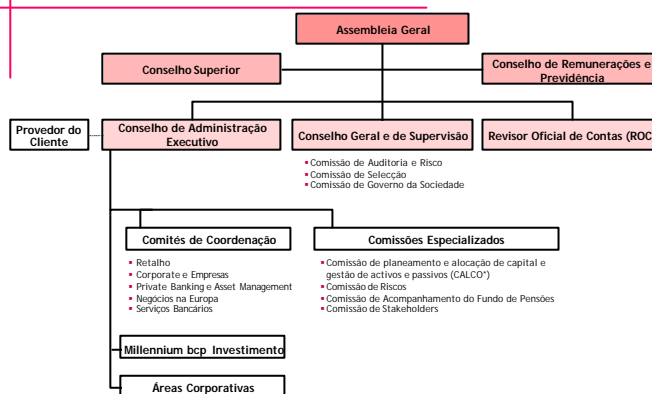 Assembleia Geral
Conselho Superior
Conselho de Remunerações e
Previdência
Provedor do
Cliente
Conselho de Administração
Executivo
Conselho Geral e de Supervisão
Revisor Oficial de Contas (ROC
▪ Comissão de Auditoria e Risco
▪ Comissão de Selecção
▪ Comissão de Governo da Sociedade
Comités de Coordenação
▪ Retalho
▪ Corporate e Empresas
▪ Private Banking e Asset Management
▪ Negócios na Europa
▪ Serviços Bancários
Comissões Especializados
▪ Comissão de planeamento e alocação de capital e
gestão de activos e passivos (CALCO*)
▪ Comissão de Riscos
▪ Comissão de Acompanhamento do Fundo de Pensões
▪ Comissão de Stakeholders
Millennium bcp Investimento
Áreas Corporativas